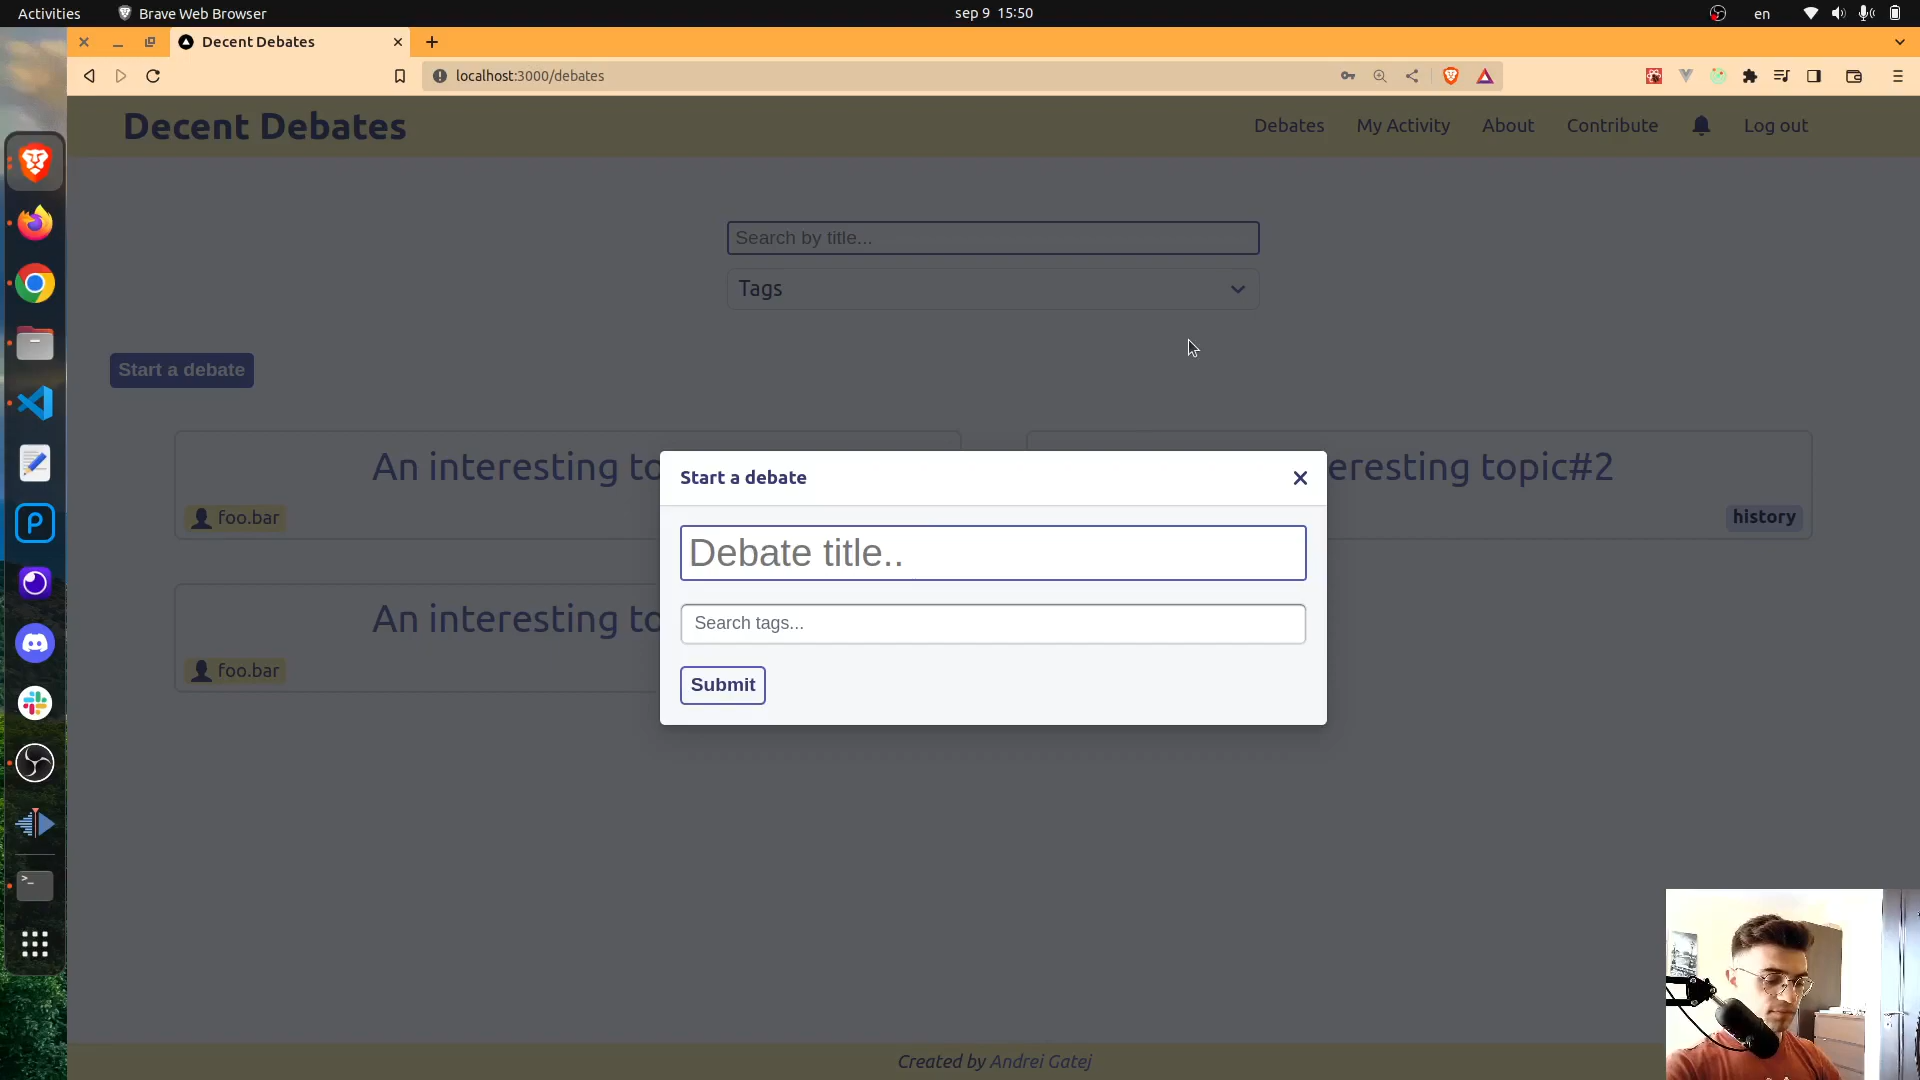 Activities
Brave Web Browser
sep 9 15:50
en
Decent Debates
localhost:3000/debates
Decent Debates
Debates
My Activity
About
Contribute
Log out
Search by title...
Tags
Start a debate
An interesting to
eresting topic#2
foo.bar
history
An interesting to
foo.bar
Start a debate
Debate title..
Search tags...
Submit
Created by Andrei Gatej